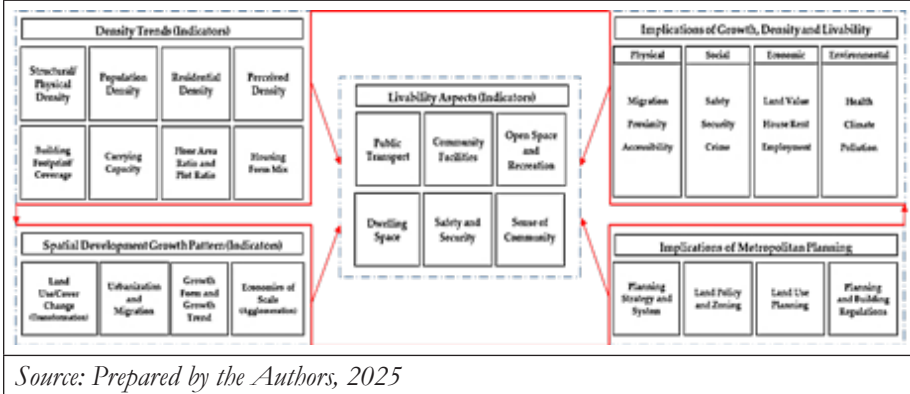 Density Trends (Indicators)
Structural/
Physical
Density
Population
Density
Residential
Density
Perceived
Density
Building
Footprint/
Coverage
Carrying
Capacity
Floor Area
Ratio and
Plot Ratio
Housing
Form Mix
Spatial Development Growth Pattern (Indicators)
Land
Use/Cover
Change
(Transformation)
Urbanization
and
Migration
Growth
Form and
Growth
Trend
Economies of
Scale
(Agglomeration)
Livability Aspects (Indicators)
Public
Transport
Community
Facilities
Open Space
and
Recreation
Dwelling
Space
Safety and
Security
Sense of
Community
Implications of Growth, Density and Livability
Physical
Migration
Proximity
Accessibility
Social
Safety
Security
Crime
Economic
Land Value
House Rent
Employment
Environmental
Health
Climate
Pollution
Implications of Metropolitan Planning
Planning
Strategy and
System
Land Policy
and Zoning
Land Use
Planning
Planning
and Building
Regulations
Source: Prepared by the Authors, 2025